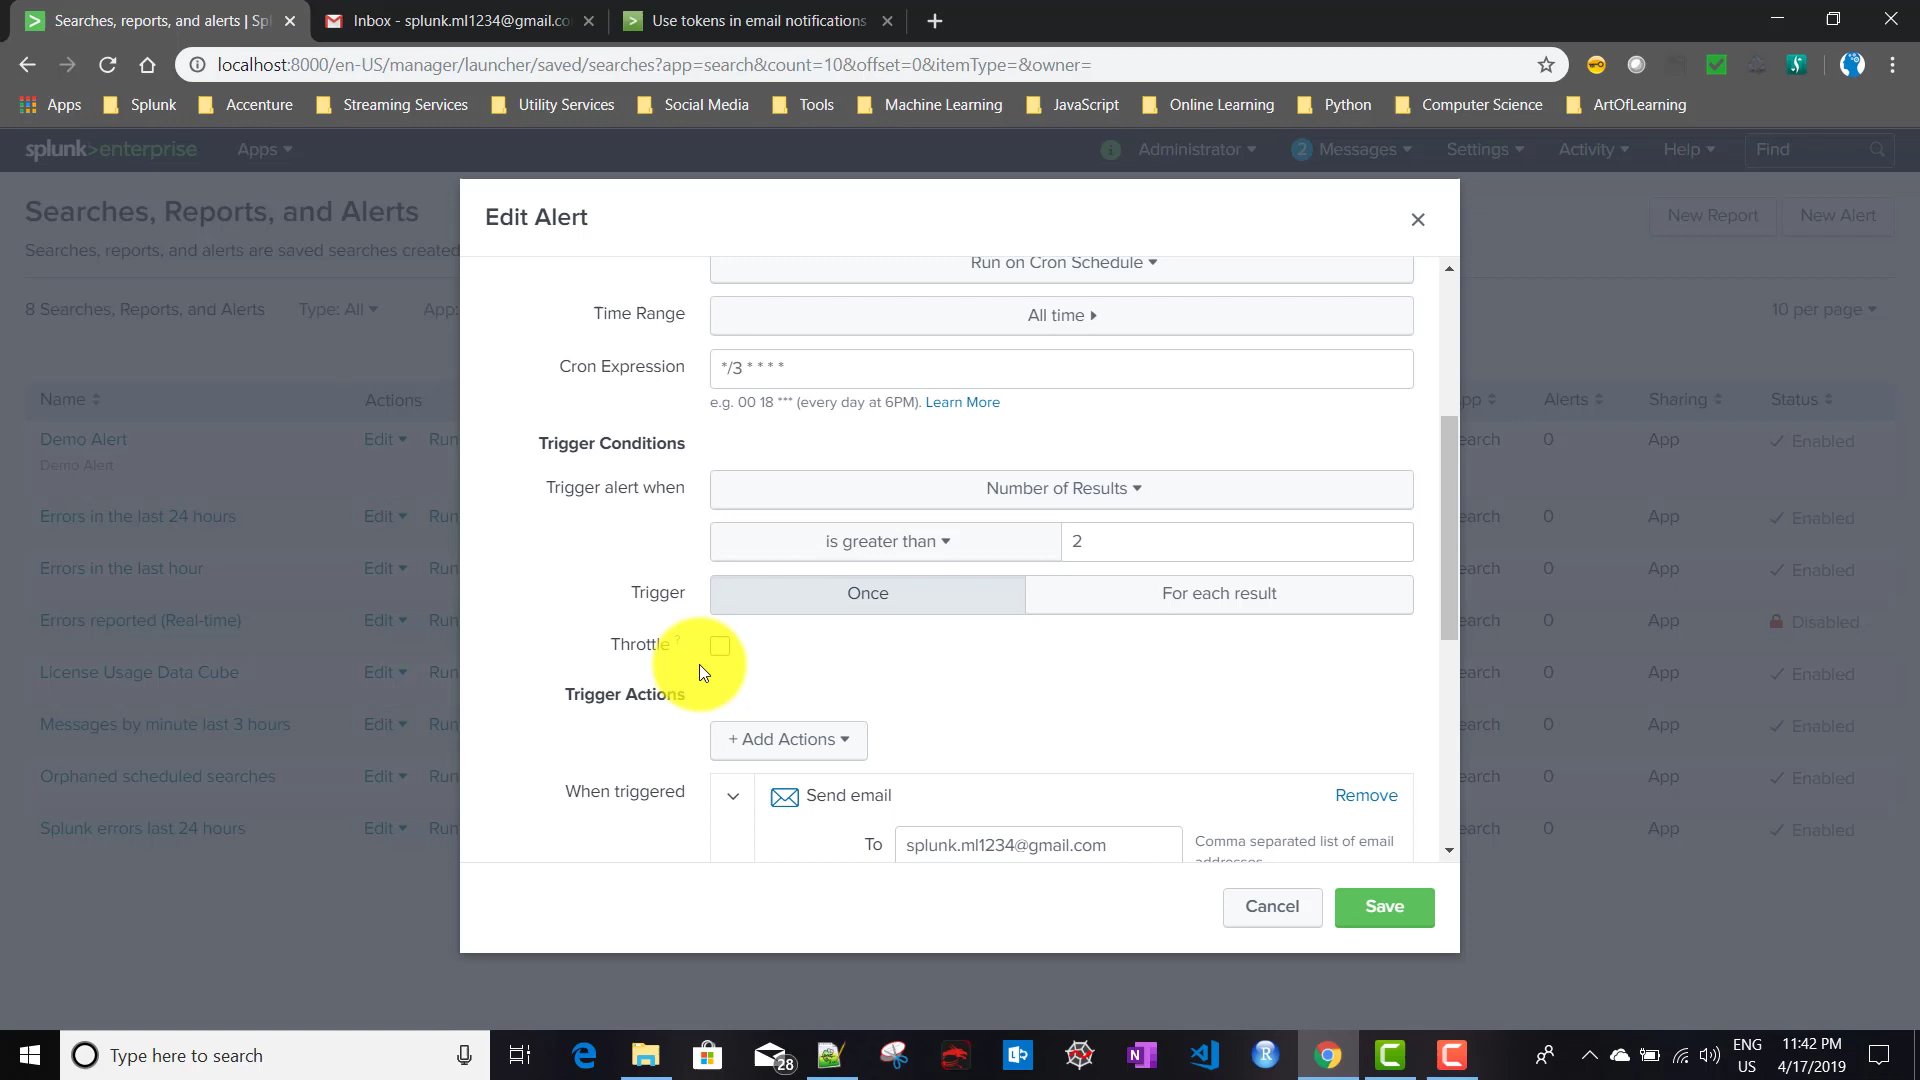 Searches, reports, and alerts | Spl
Inbox - splunk.ml1234@gmail.co
Use tokens in email notifications
localhost:8000/en-US/manager/launcher/saved/searches?app=search&count=10&offset=0&itemType=&owner=
Apps Splunk Accenture Streaming Services Utility Services Social Media Tools Machine Learning JavaScript Online Learning Python Computer Science ArtOfLearning
splunk>enterprise Apps i Administrator 2 Messages Settings Activity Help Find
Searches, Reports, and Alerts
New Report New Alert
Searches, reports, and alerts are saved searches created
8 Searches, Reports, and Alerts Type: All App: 10 per page
Name Actions pp Alerts Sharing Status
Demo Alert Edit Run earch 0 App Enabled
Demo Alert
Errors in the last 24 hours Edit Run earch 0 App Enabled
Errors in the last hour Edit Run earch 0 App Enabled
Errors reported (Real-time) Edit Run earch 0 App Disabled
License Usage Data Cube Edit Run earch 0 App Enabled
Messages by minute last 3 hours Edit Run earch 0 App Enabled
Orphaned scheduled searches Edit Run earch 0 App Enabled
Splunk errors last 24 hours Edit Run earch 0 App Enabled
Edit Alert
Run on Cron Schedule
Time Range All time
Cron Expression */3 * * * *
e.g. 00 18 *** (every day at 6PM). Learn More
Trigger Conditions
Trigger alert when Number of Results
is greater than 2
Trigger Once For each result
Throttle ?
Trigger Actions
+ Add Actions
When triggered Send email Remove
To splunk.ml1234@gmail.com Comma separated list of email
addresses
Cancel Save
Type here to search
28
ENG
US
11:42 PM
4/17/2019